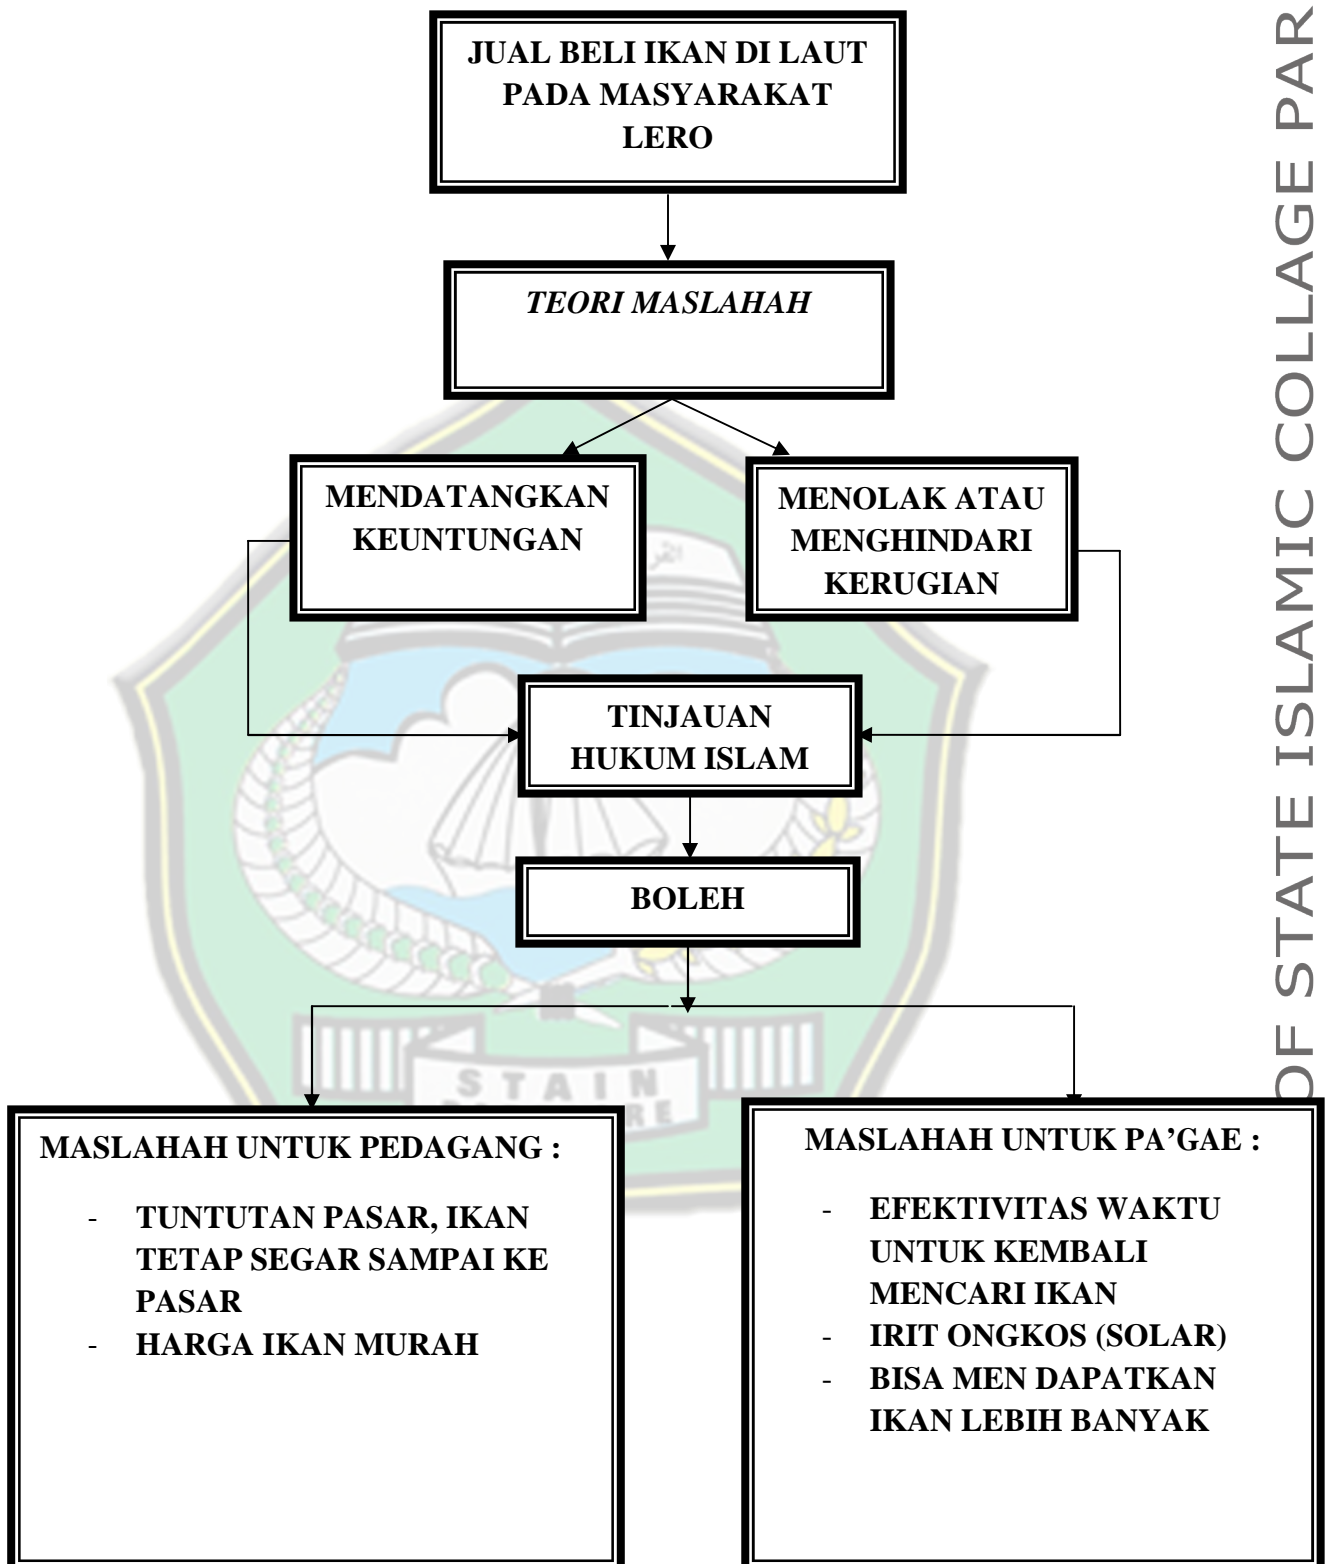 JUAL BELI IKAN DI LAUT
PADA MASYARAKAT
LERO
TEORI MASLAHAH
MENDATANGKAN
KEUNTUNGAN
MENOLAK ATAU
MENGHINDARI
KERUGIAN
TINJAUAN
HUKUM ISLAM
BOLEH
MASLAHAH UNTUK PEDAGANG :
- TUNTUTAN PASAR, IKAN
TETAP SEGAR SAMPAI KE
PASAR
- HARGA IKAN MURAH
MASLAHAH UNTUK PA’GAE :
- EFEKTIVITAS WAKTU
UNTUK KEMBALI
MENCARI IKAN
- IRIT ONGKOS (SOLAR)
- BISA MEN DAPATKAN
IKAN LEBIH BANYAK
STAIN
OF STATE ISLAMIC COLLAGE PAR